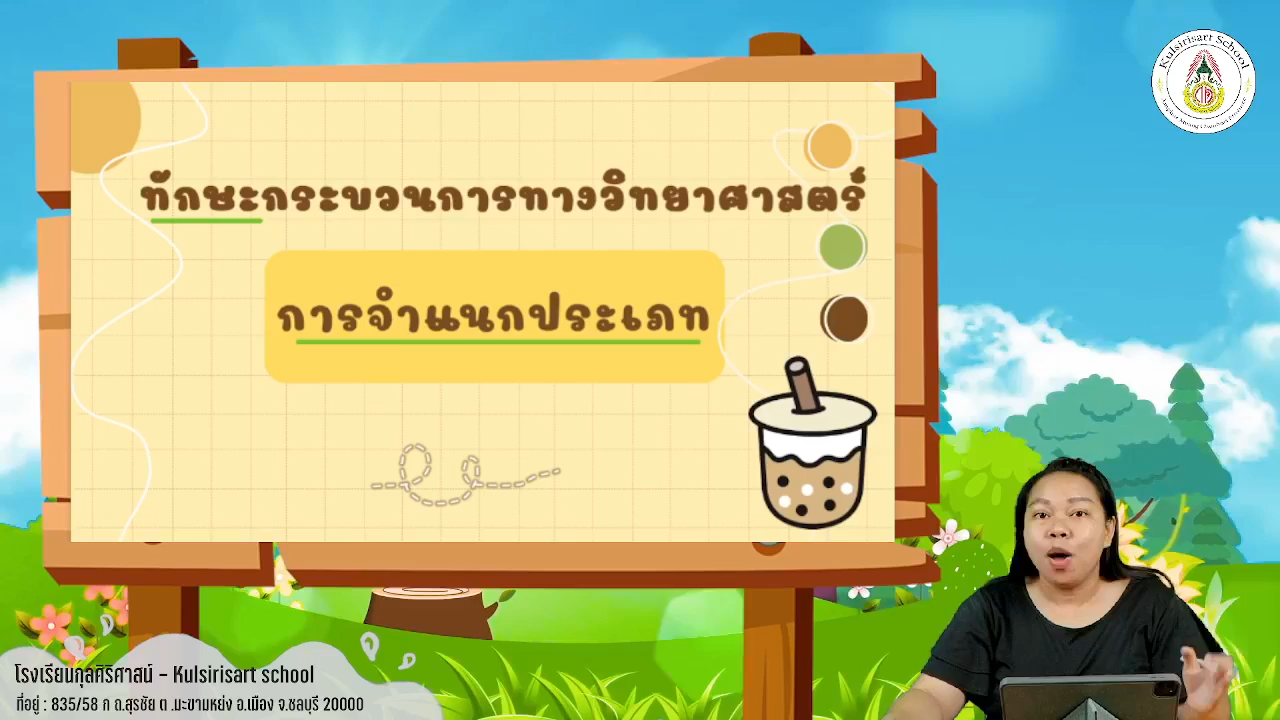 Kulsirisart School
ทักษะกระบวนการทางวิทยาศาสตร์
การจำแนกประเภท
โรงเรียนกุลศิริศาสน์ - Kulsirisart school
ที่อยู่ : 835/58 ก ถ.สุรชัย ต .มะขามหย่ง อ.เมือง จ.ชลบุรี 20000